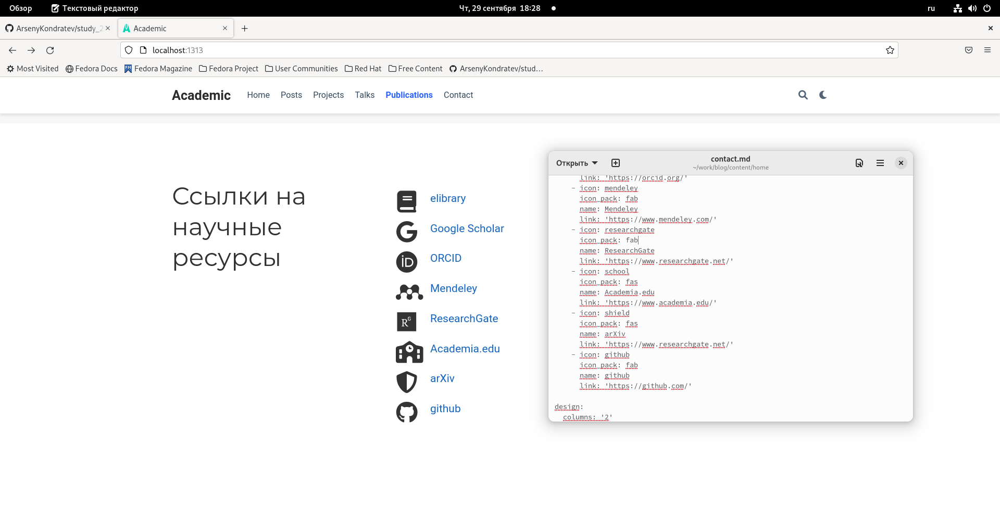 Обзор Текстовый редактор Чт, 29 сентября 18:28 ru
ArsenyKondratev/study_2 Academic
localhost:1313
Most Visited Fedora Docs Fedora Magazine Fedora Project User Communities Red Hat Free Content ArsenyKondratev/stud…
Academic Home Posts Projects Talks Publications Contact
Ссылки на
научные
ресурсы
elibrary
Google Scholar
iD
ORCID
Mendeley
RG
ResearchGate
Academia.edu
arXiv
github
Открыть contact.md
~/work/blog/content/home
link: 'https://orcid.org/'
- icon: mendeley
icon_pack: fab
name: Mendeley
link: 'https://www.mendeley.com/'
- icon: researchgate
icon_pack: fab
name: ResearchGate
link: 'https://www.researchgate.net/'
- icon: school
icon_pack: fas
name: Academia.edu
link: 'https://www.academia.edu/'
- icon: shield
icon_pack: fas
name: arXiv
link: 'https://www.researchgate.net/'
- icon: github
icon_pack: fab
name: github
link: 'https://github.com/'
design:
columns: '2'